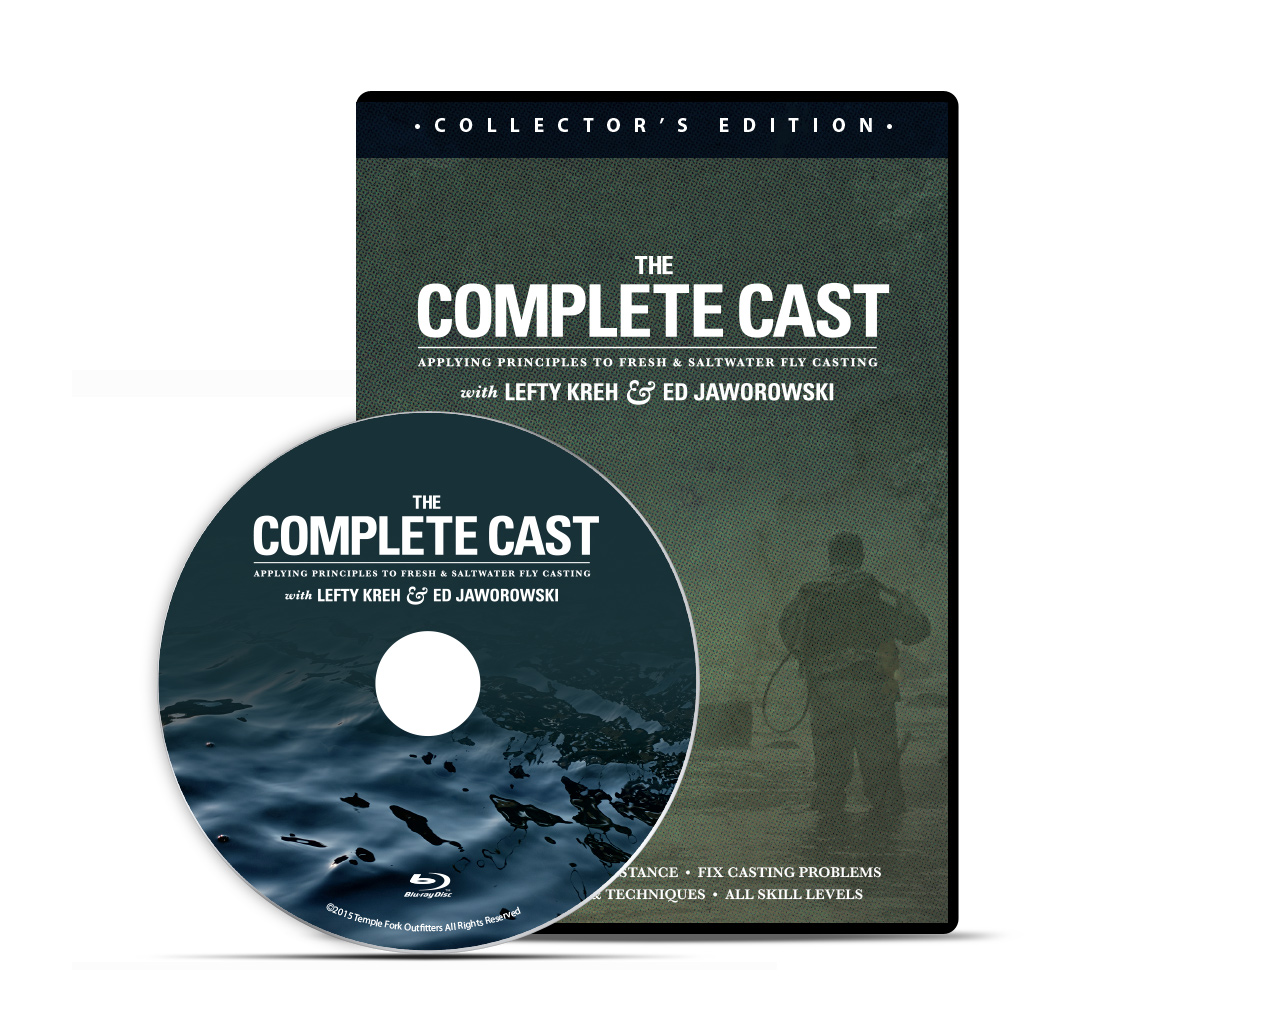 • COLLECTOR'S EDITION •
THE
COMPLETE CAST
APPLYING PRINCIPLES TO FRESH & SALTWATER FLY CASTING
with LEFTY KREH & ED JAWOROWSKI
• FIX CASTING PROBLEMS
& TECHNIQUES • ALL SKILL LEVELS
THE
COMPLETE CAST
APPLYING PRINCIPLES TO FRESH & SALTWATER FLY CASTING
with LEFTY KREH & ED JAWOROWSKI
Blu-ray Disc
©2015 Temple Fork Outfitters All Rights Reserved